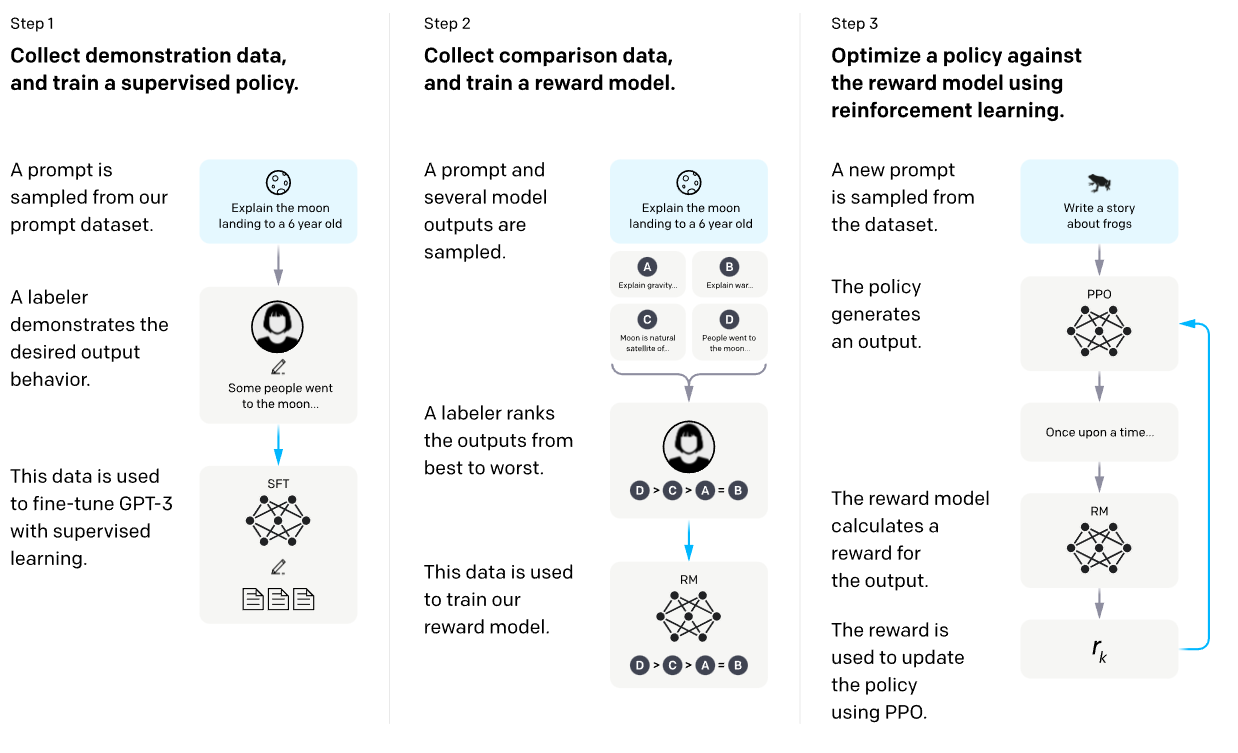 Step 1
Collect demonstration data,
and train a supervised policy.
A prompt is
sampled from our
prompt dataset.
Explain the moon
landing to a 6 year old
A labeler
demonstrates the
desired output
behavior.
Some people went
to the moon...
This data is used
to fine-tune GPT-3
with supervised
learning.
SFT
Step 2
Collect comparison data,
and train a reward model.
A prompt and
several model
outputs are
sampled.
Explain the moon
landing to a 6 year old
A
Explain gravity...
B
Explain war...
C
Moon is natural
satellite of...
D
People went to
the moon...
A labeler ranks
the outputs from
best to worst.
D > C > A = B
This data is used
to train our
reward model.
RM
D > C > A = B
Step 3
Optimize a policy against
the reward model using
reinforcement learning.
A new prompt
is sampled from
the dataset.
Write a story
about frogs
The policy
generates
an output.
PPO
Once upon a time...
The reward model
calculates a
reward for
the output.
RM
The reward is
used to update
the policy
using PPO.
r_k